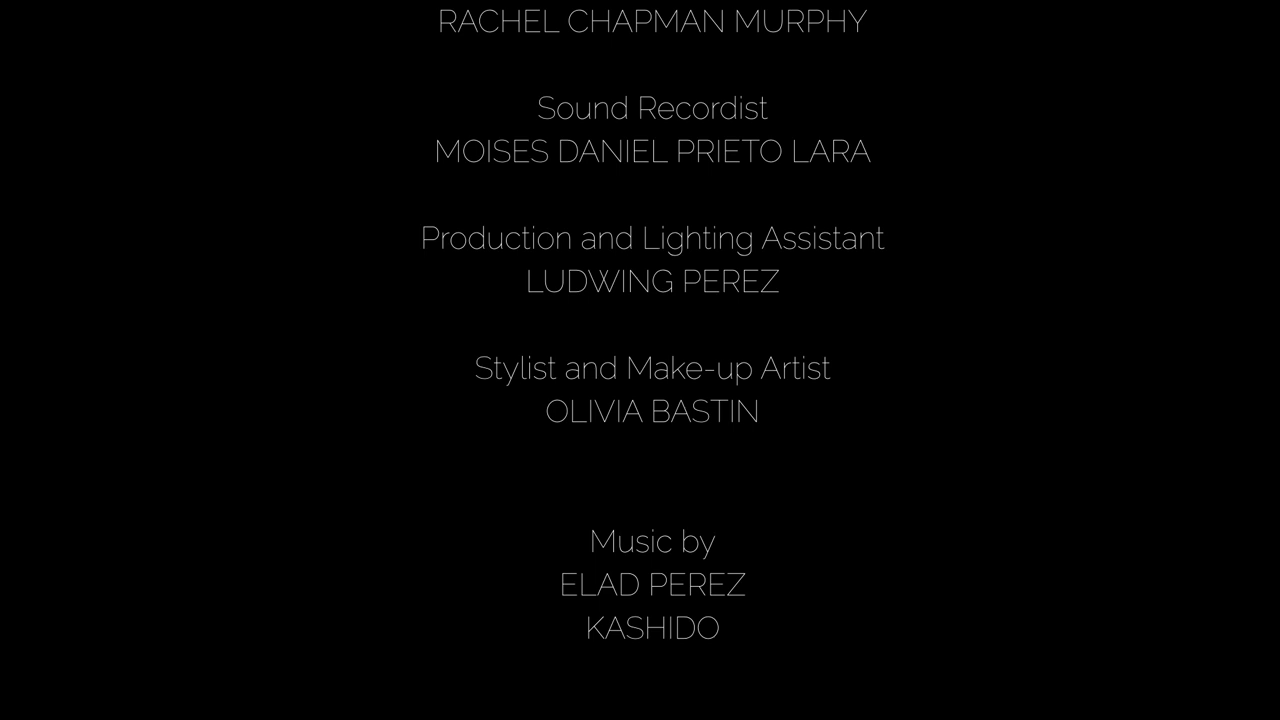 RACHEL CHAPMAN MURPHY
Sound Recordist
MOISES DANIEL PRIETO LARA
Production and Lighting Assistant
LUDWING PEREZ
Stylist and Make-up Artist
OLIVIA BASTIN
Music by
ELAD PEREZ
KASHIDO